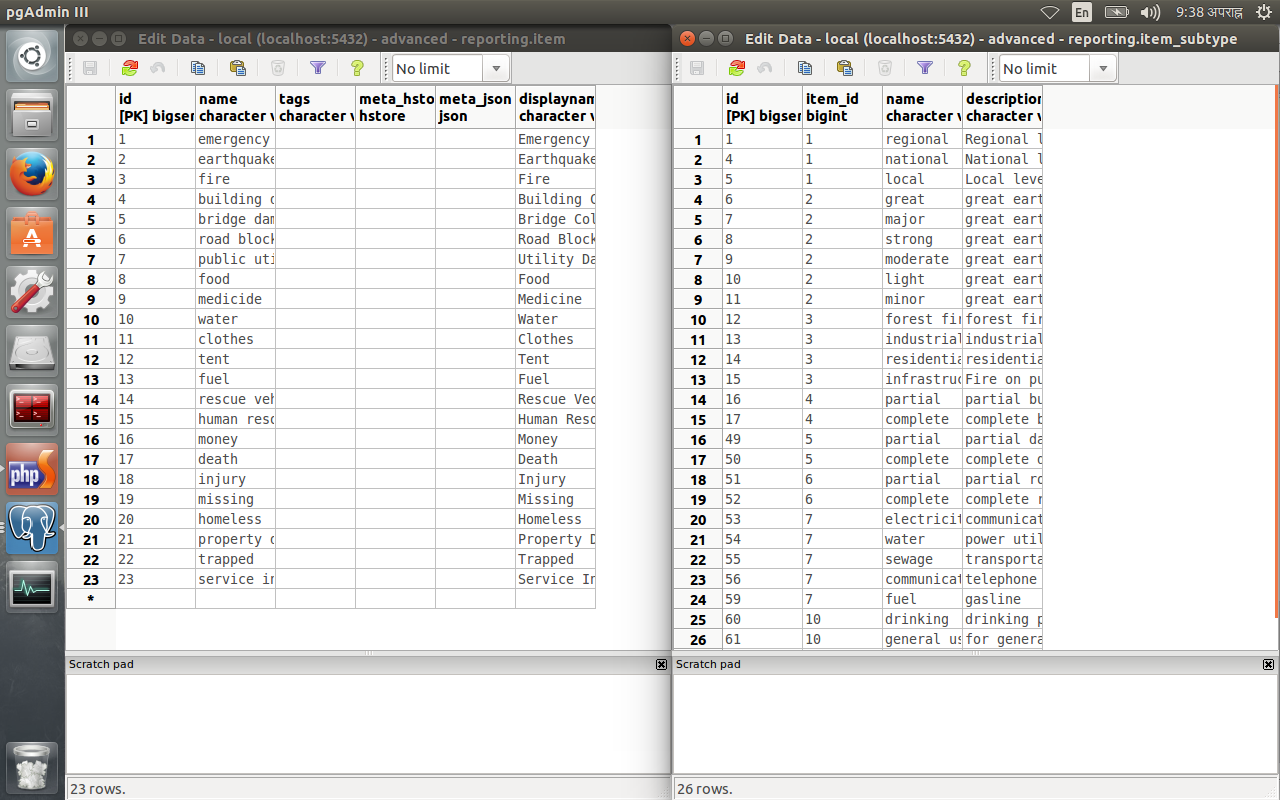 pgAdmin III
En
9:38 अपराह्न
Edit Data - local (localhost:5432) - advanced - reporting.item
No limit
id name tags meta_hsto meta_json displaynam
[PK] bigser character v character v hstore json character v
1 1 emergency Emergency
2 2 earthquake Earthquake
3 3 fire Fire
4 4 building Building C
5 5 bridge dam Bridge Col
6 6 road block Road Block
7 7 public uti Utility Da
8 8 food Food
9 9 medicide Medicine
10 10 water Water
11 11 clothes Clothes
12 12 tent Tent
13 13 fuel Fuel
14 14 rescue veh Rescue Vec
15 15 human resc Human Resc
16 16 money Money
17 17 death Death
18 18 injury Injury
19 19 missing Missing
20 20 homeless Homeless
21 21 property Property D
22 22 trapped Trapped
23 23 service in Service In
*
Scratch pad
23 rows.
Edit Data - local (localhost:5432) - advanced - reporting.item_subtype
No limit
id item_id name description
[PK] bigser bigint character v character v
1 1 1 regional Regional l
2 4 1 national National l
3 5 1 local Local leve
4 6 2 great great eart
5 7 2 major great eart
6 8 2 strong great eart
7 9 2 moderate great eart
8 10 2 light great eart
9 11 2 minor great eart
10 12 3 forest fir forest fir
11 13 3 industrial industrial
12 14 3 residentia residentia
13 15 3 infrastruc Fire on pu
14 16 4 partial partial bu
15 17 4 complete complete b
16 49 5 partial partial da
17 50 5 complete complete
18 51 6 partial partial ro
19 52 6 complete complete r
20 53 7 electricit communicat
21 54 7 water power util
22 55 7 sewage transporta
23 56 7 communicat telephone
24 59 7 fuel gasline
25 60 10 drinking drinking p
26 61 10 general us for genera
Scratch pad
26 rows.
php